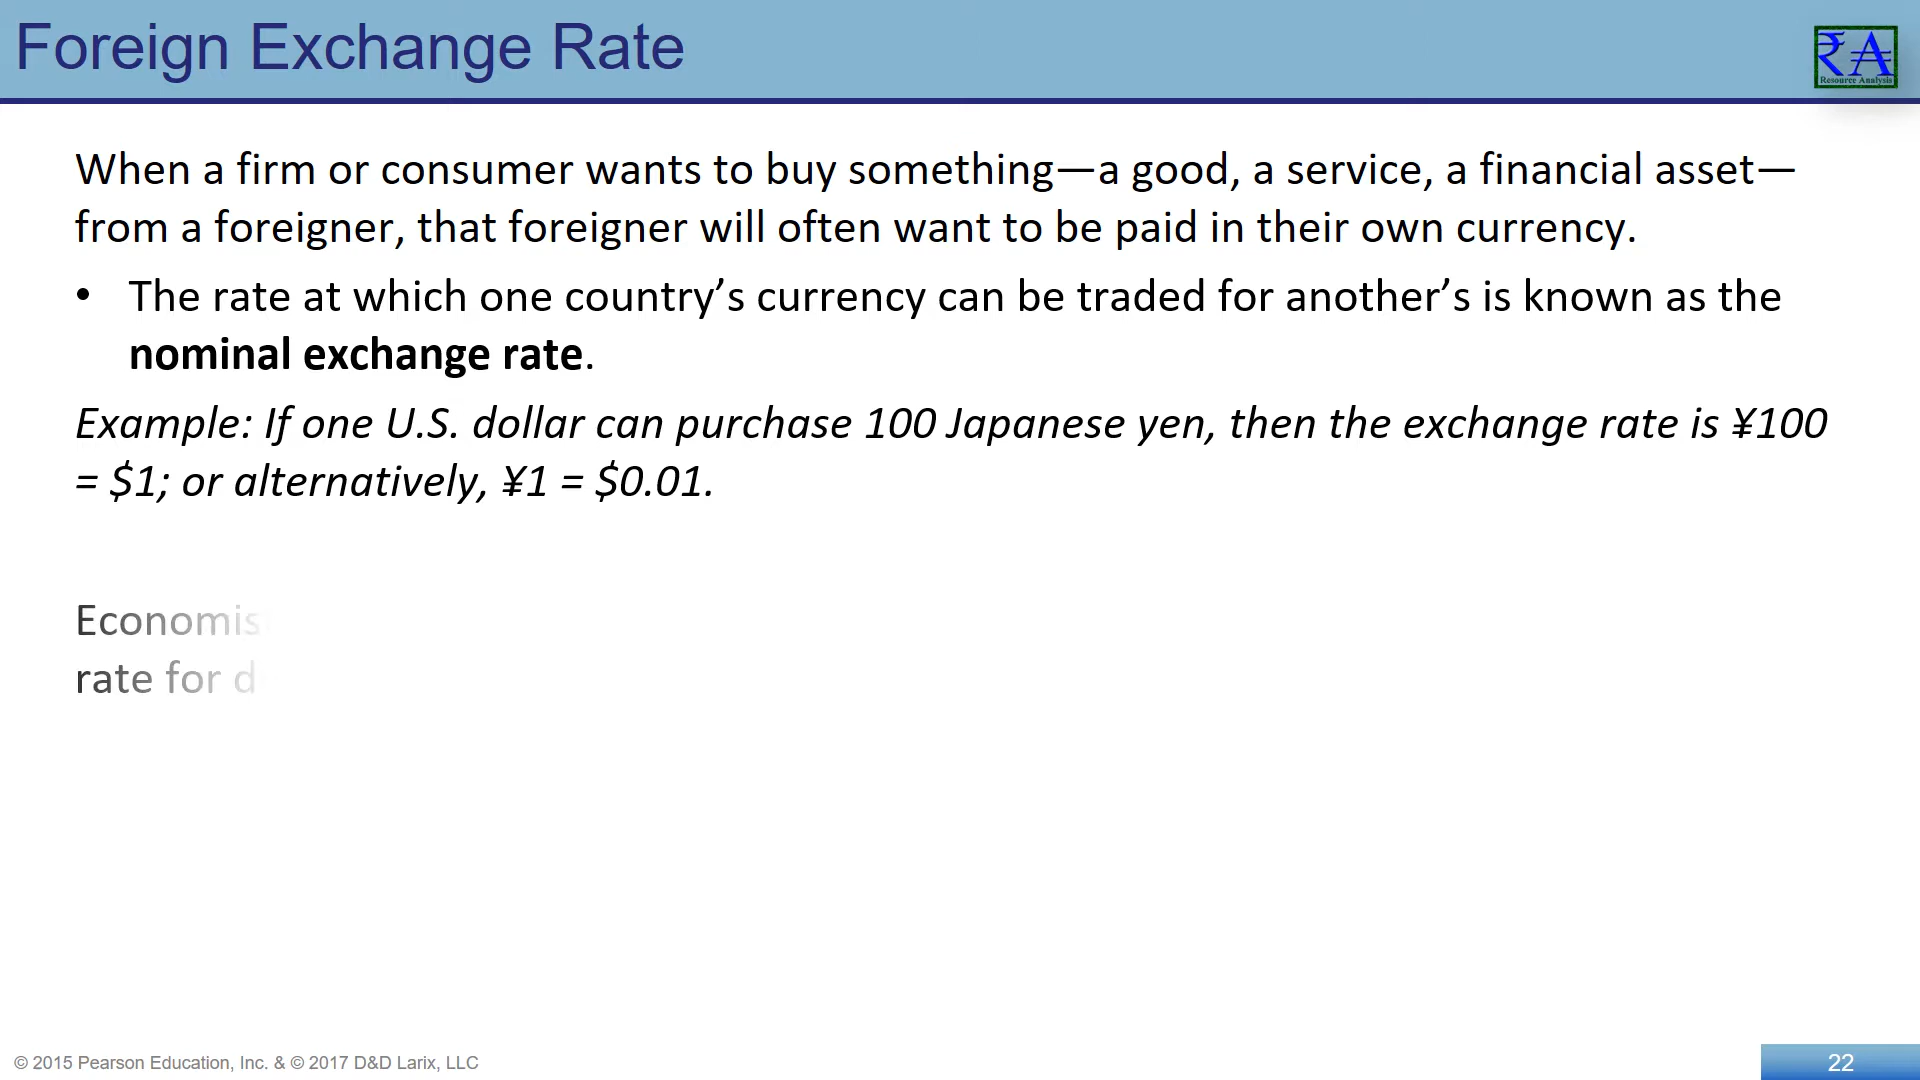 Foreign Exchange Rate
₹A
Resource Analysis
When a firm or consumer wants to buy something—a good, a service, a financial asset—
from a foreigner, that foreigner will often want to be paid in their own currency.
• The rate at which one country’s currency can be traded for another’s is known as the
nominal exchange rate.
Example: If one U.S. dollar can purchase 100 Japanese yen, then the exchange rate is ¥100
= $1; or alternatively, ¥1 = $0.01.
rate for
© 2015 Pearson Education, Inc. & © 2017 D&D Larix, LLC
22